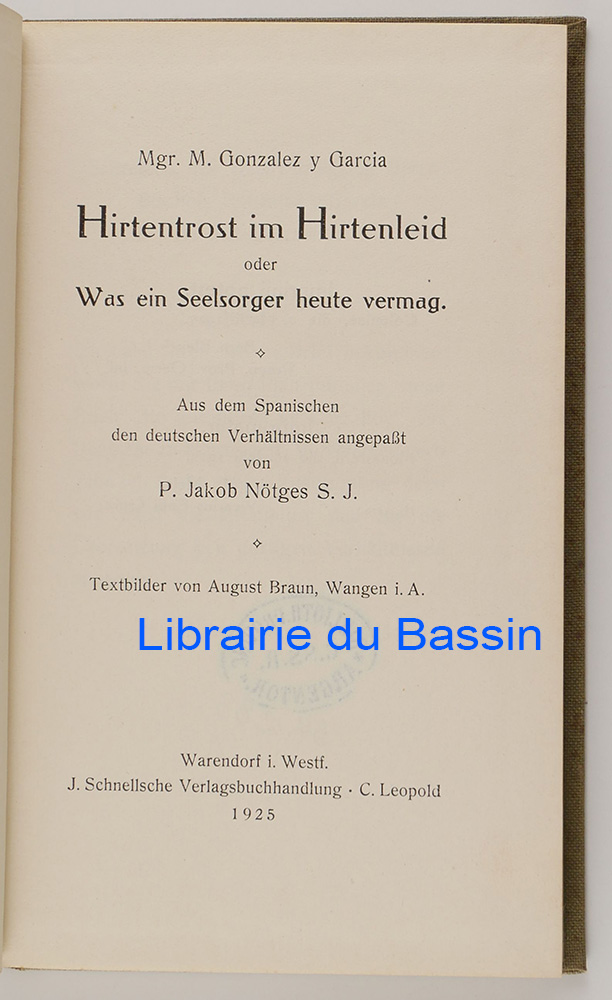 Mgr. M. Gonzalez y Garcia
Hirtentrost im Hirtenleid
oder
Was ein Seelsorger heute vermag.
Aus dem Spanischen
den deutschen Verhältnissen angepaßt
von
P. Jakob Nötges S. J.
Textbilder von August Braun, Wangen i. A.
Librairie du Bassin
Warendorf i. Westf.
J. Schnellsche Verlagsbuchhandlung · C. Leopold
1925